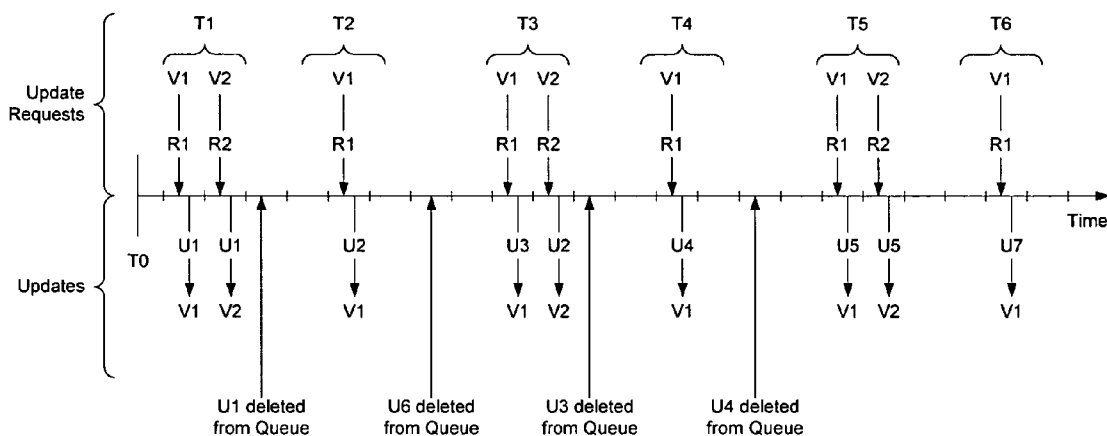 T1 T2 T3 T4 T5 T6
V1 V2 V1 V1 V2 V1 V1 V2 V1
Update
Requests
R1 R2 R1 R1 R2 R1 R1 R2 R1
Time
T0
U1 U1 U2 U3 U2 U4 U5 U5 U7
Updates
V1 V2 V1 V1 V2 V1 V1 V2 V1
U1 deleted
from Queue
U6 deleted
from Queue
U3 deleted
from Queue
U4 deleted
from Queue